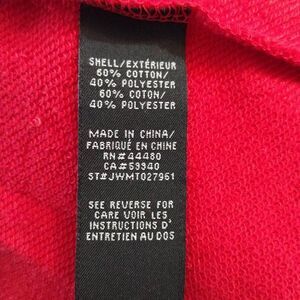 SHELL/EXTÉRIEUR
60% COTTON/
40% POLYESTER
60% COTON/
40% POLYESTER
MADE IN CHINA/
FABRIQUÉ EN CHINE
RN#44480
CA#59940
ST#JWMT027961
SEE REVERSE FOR
CARE VOIR LES
INSTRUCTIONS D'
ENTRETIEN AU DOS